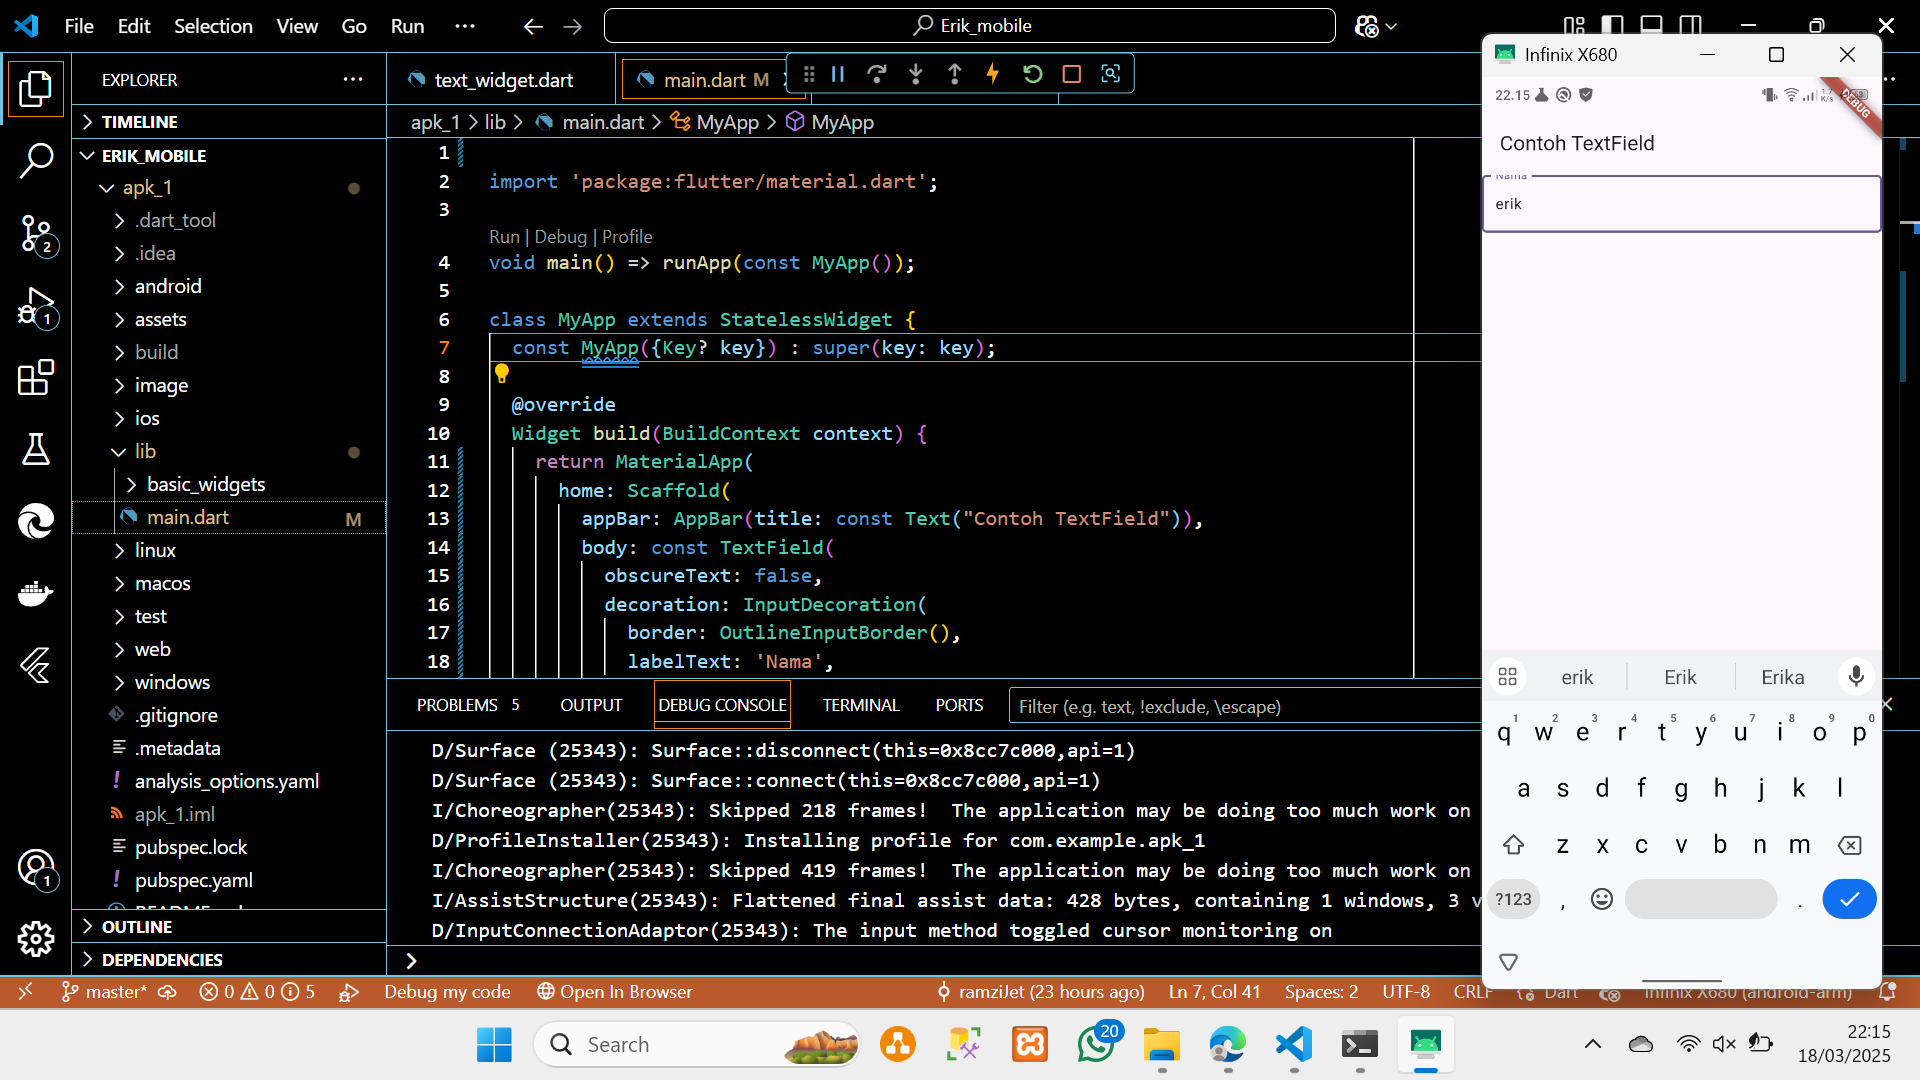 File Edit Selection View Go Run
Erik_mobile
EXPLORER
TIMELINE
ERIK_MOBILE
apk_1
.dart_tool
.idea
android
assets
build
image
ios
lib
basic_widgets
main.dart M
linux
macos
test
web
windows
.gitignore
.metadata
analysis_options.yaml
apk_1.iml
pubspec.lock
pubspec.yaml
OUTLINE
DEPENDENCIES
2
1
1
text_widget.dart
main.dart M
apk_1 > lib > main.dart > MyApp > MyApp
1
2 import 'package:flutter/material.dart';
3
Run | Debug | Profile
4 void main() => runApp(const MyApp());
5
6 class MyApp extends StatelessWidget {
7 const MyApp({Key? key}) : super(key: key);
8
9 @override
10 Widget build(BuildContext context) {
11 return MaterialApp(
12 home: Scaffold(
13 appBar: AppBar(title: const Text("Contoh TextField")),
14 body: const TextField(
15 obscureText: false,
16 decoration: InputDecoration(
17 border: OutlineInputBorder(),
18 labelText: 'Nama',
PROBLEMS 5 OUTPUT DEBUG CONSOLE TERMINAL PORTS
Filter (e.g. text, !exclude, \escape)
D/Surface (25343): Surface::disconnect(this=0x8cc7c000,api=1)
D/Surface (25343): Surface::connect(this=0x8cc7c000,api=1)
I/Choreographer(25343): Skipped 218 frames!  The application may be doing too much work on
D/ProfileInstaller(25343): Installing profile for com.example.apk_1
I/Choreographer(25343): Skipped 419 frames!  The application may be doing too much work on
I/AssistStructure(25343): Flattened final assist data: 428 bytes, containing 1 windows, 3 v
D/InputConnectionAdaptor(25343): The input method toggled cursor monitoring on
Infinix X680
22.15
DEBUG
Contoh TextField
Nama
erik
erik Erik Erika
1 2 3 4 5 6 7 8 9 0
q w e r t y u i o p
a s d f g h j k l
z x c v b n m
?123 , .
master* 0 0 5 Debug my code Open In Browser ramziJet (23 hours ago) Ln 7, Col 41 Spaces: 2 UTF-8 CRLF Dart Infinix X680 (android-arm)
Search
20
22:15
18/03/2025